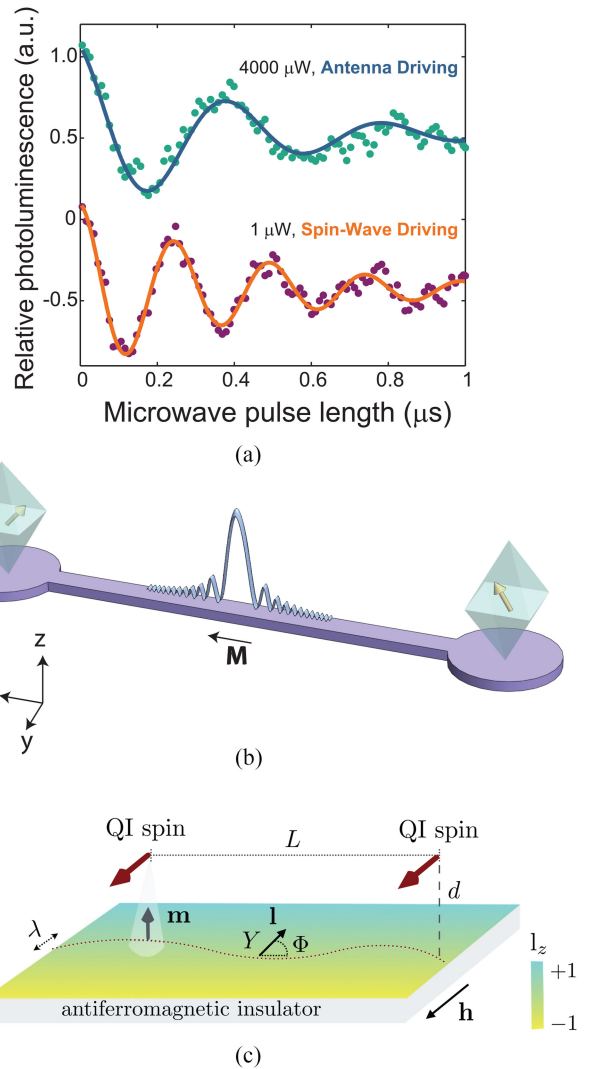 Relative photoluminescence (a.u.)
1.0
0.5
0
-0.5
4000 μW, Antenna Driving
1 μW, Spin-Wave Driving
0 0.2 0.4 0.6 0.8 1
Microwave pulse length (μs)
(a)
M
z
y
(b)
QI spin QI spin
L
d
m
l
λ
Y Φ
l_z
+1
antiferromagnetic insulator
h
−1
(c)